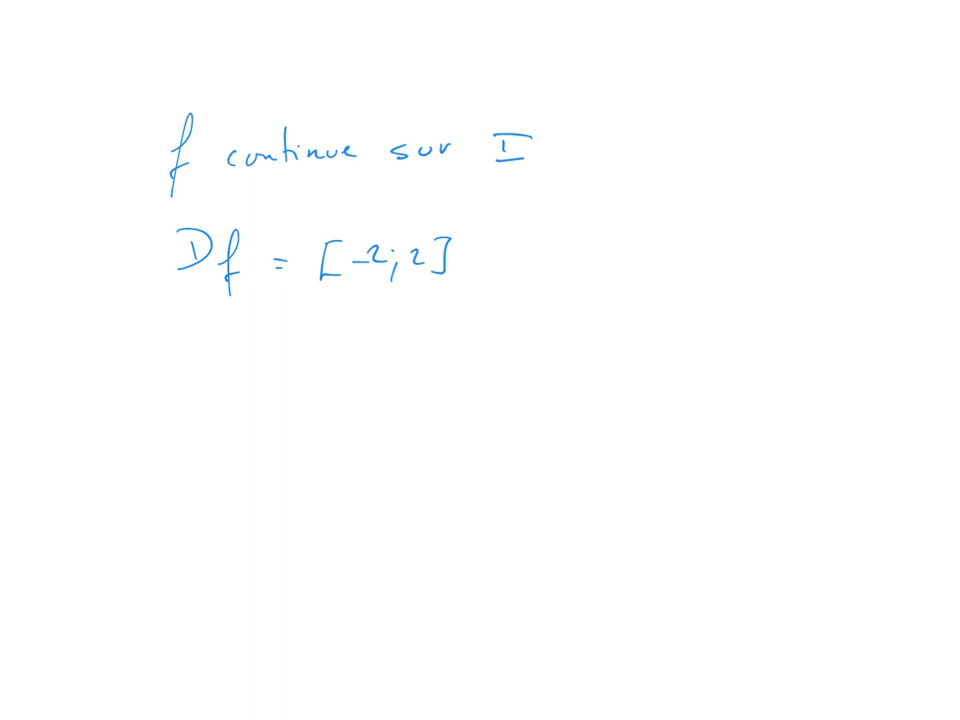 f continue sur I
Df = [-2;2]